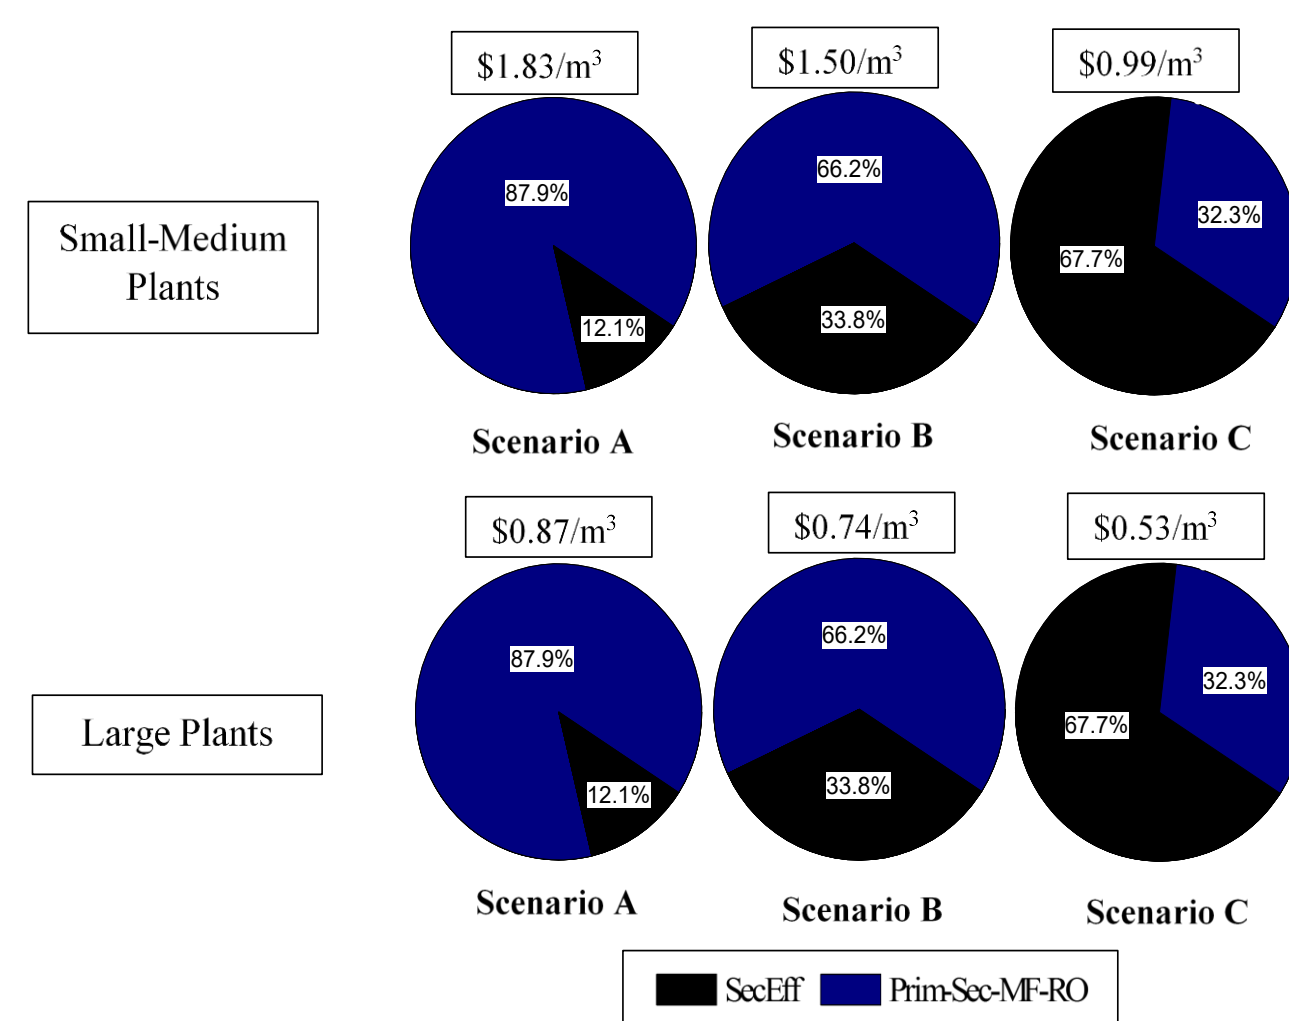 $1.83/m³
$1.50/m³
$0.99/m³
Small-Medium
Plants
87.9%
12.1%
66.2%
33.8%
67.7%
32.3%
Scenario A
Scenario B
Scenario C
$0.87/m³
$0.74/m³
$0.53/m³
Large Plants
87.9%
12.1%
66.2%
33.8%
67.7%
32.3%
Scenario A
Scenario B
Scenario C
SecEff
Prim-Sec-MF-RO